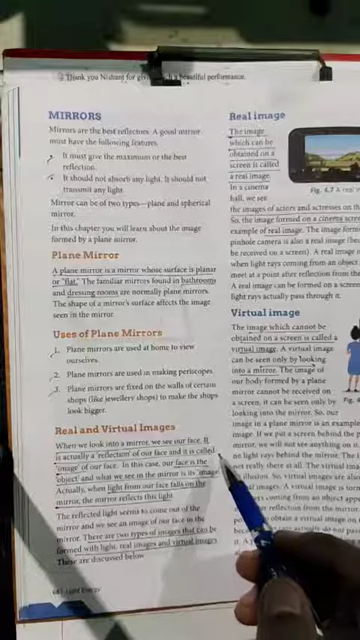 Thank you Nishant for giv a beautiful performance.
MIRRORS
Mirrors are the best reflectors. A good mirror
must have the following features.
It must give the maximum or the best
reflection.
It should not absorb any light. It should not
transmit any light.
Mirror can be of two types—plane and spherical
mirror.
In this chapter you will learn about the image
formed by a plane mirror.
Plane Mirror
A plane mirror is a mirror whose surface is planar
or "flat." The familiar mirrors found in bathrooms
and dressing rooms are normally plane mirrors.
The shape of a mirror's surface affects the image
seen in the mirror.
Uses of Plane Mirrors
1. Plane mirrors are used at home to view
ourselves.
2. Plane mirrors are used in making periscopes.
3. Plane mirrors are fixed on the walls of certain
shops (like jewellery shops) to make the shops
look bigger.
Real and Virtual Images
When we look into a mirror, we see our face. It
is actually a 'reflection' of our face and it is called
'image' of our face. In this case, our face is the
'object' and what we see in the mirror is its 'image'
Actually, when light from our face falls on the
mirror, the mirror reflects this light.
The reflected light seems to come out of the
mirror and we see an image of our face in the
mirror. There are two types of images that can be
formed with light, real images and virtual images.
These are discussed below
68 Light Energy
Real image
The image
which can be
obtained on a
screen is called
a real image.
In a cinema
hall, we see
the images of actors and actresses on the
So, the image formed on a cinema scree
example of real image. The ima
pinhole camera is also a real image (bec
be received on a screen). A real image is
when light rays coming from an object
meet at a point after reflection from the
A real image can be formed on a screen
light rays actually pass through it.
Fig. 6.7 A real
Virtual image
The image which cannot be
obtained on a screen is called a
virtual image. A virtual image
can be seen only by looking
into a mirror. The image of
our body formed by a plane
mirror cannot be received on
a screen, it can be seen only by
looking into the mirror. So, our
image in a plane mirror is an example
image. If we put a screen behind the p
mirror, we will not see anything on it.
not really there at all. The virtual ima
illusion. So, virtual images are al